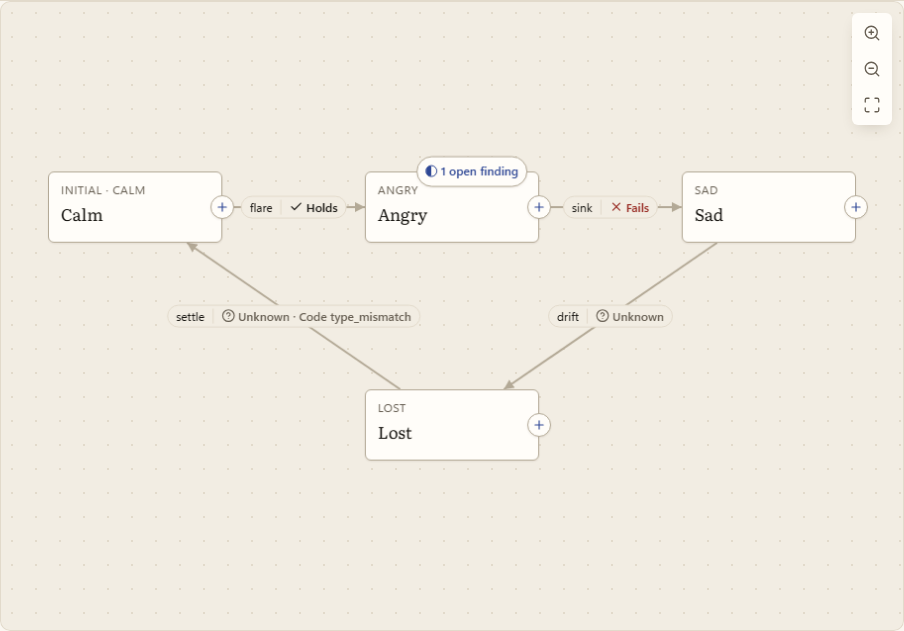 1 open finding
INITIAL · CALM
Calm
flare ✓ Holds
ANGRY
Angry
sink ✕ Fails
SAD
Sad
settle Unknown · Code type_mismatch
drift Unknown
LOST
Lost